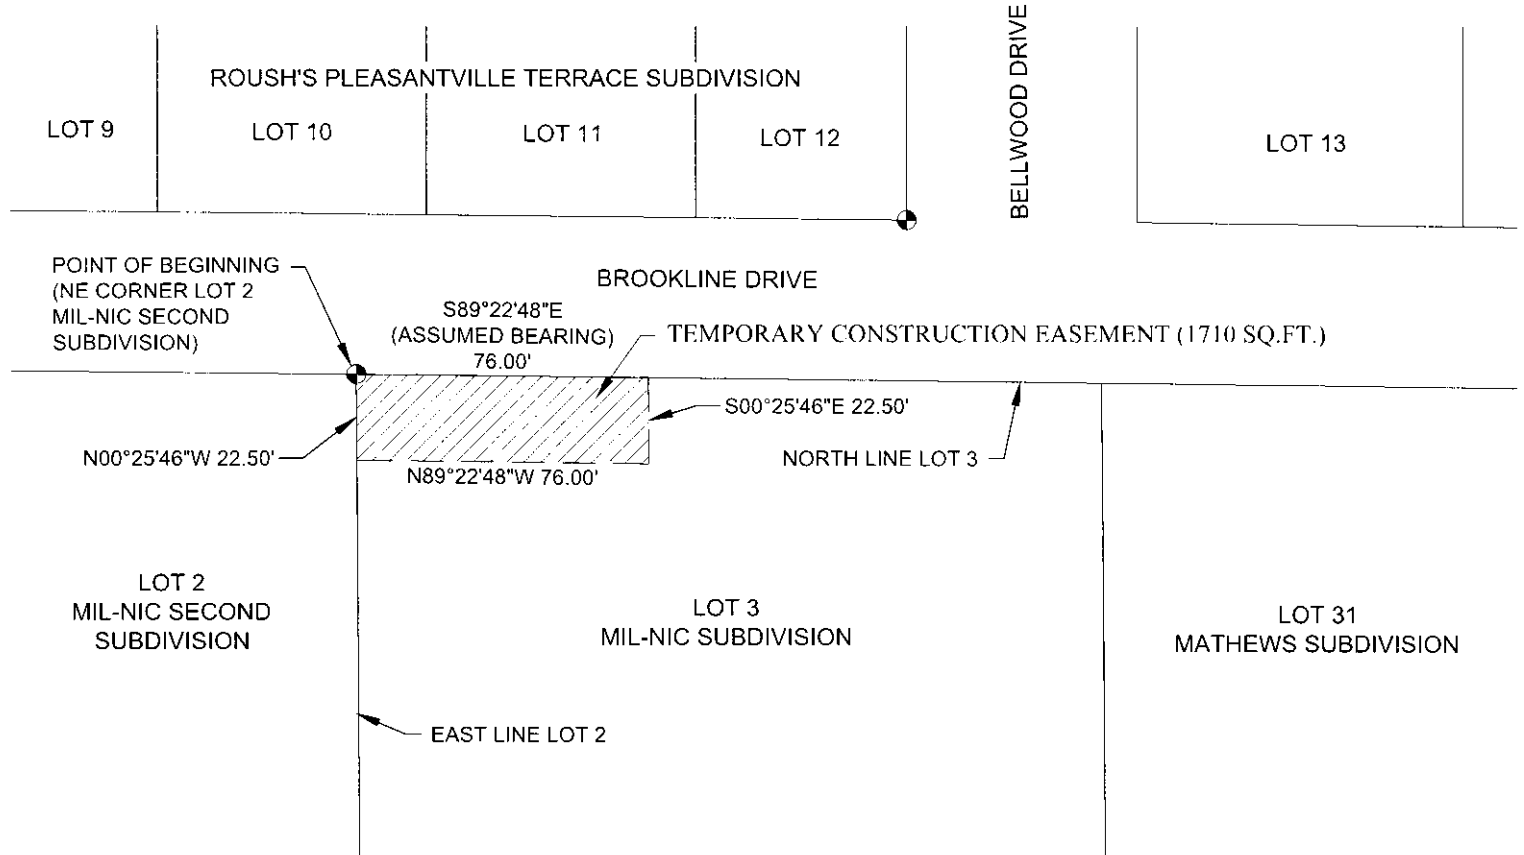 BELLWOOD DRIVE
ROUSH'S PLEASANTVILLE TERRACE SUBDIVISION
LOT 9
LOT 10
LOT 11
LOT 12
LOT 13
POINT OF BEGINNING
(NE CORNER LOT 2
MIL-NIC SECOND
SUBDIVISION)
BROOKLINE DRIVE
S89°22'48"E
(ASSUMED BEARING)
76.00'
TEMPORARY CONSTRUCTION EASEMENT (1710 SQ.FT.)
S00°25'46"E 22.50'
N00°25'46"W 22.50'
N89°22'48"W 76.00'
NORTH LINE LOT 3
LOT 2
MIL-NIC SECOND
SUBDIVISION
LOT 3
MIL-NIC SUBDIVISION
LOT 31
MATHEWS SUBDIVISION
EAST LINE LOT 2